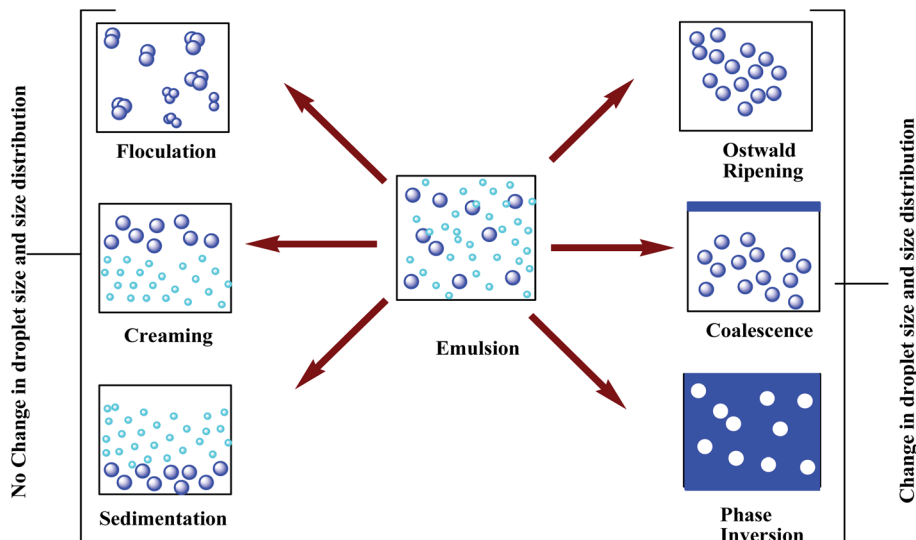 No Change in droplet size and size distribution
Floculation
Creaming
Sedimentation
Emulsion
Ostwald
Ripening
Coalescence
Phase
Inversion
Change in droplet size and size distribution